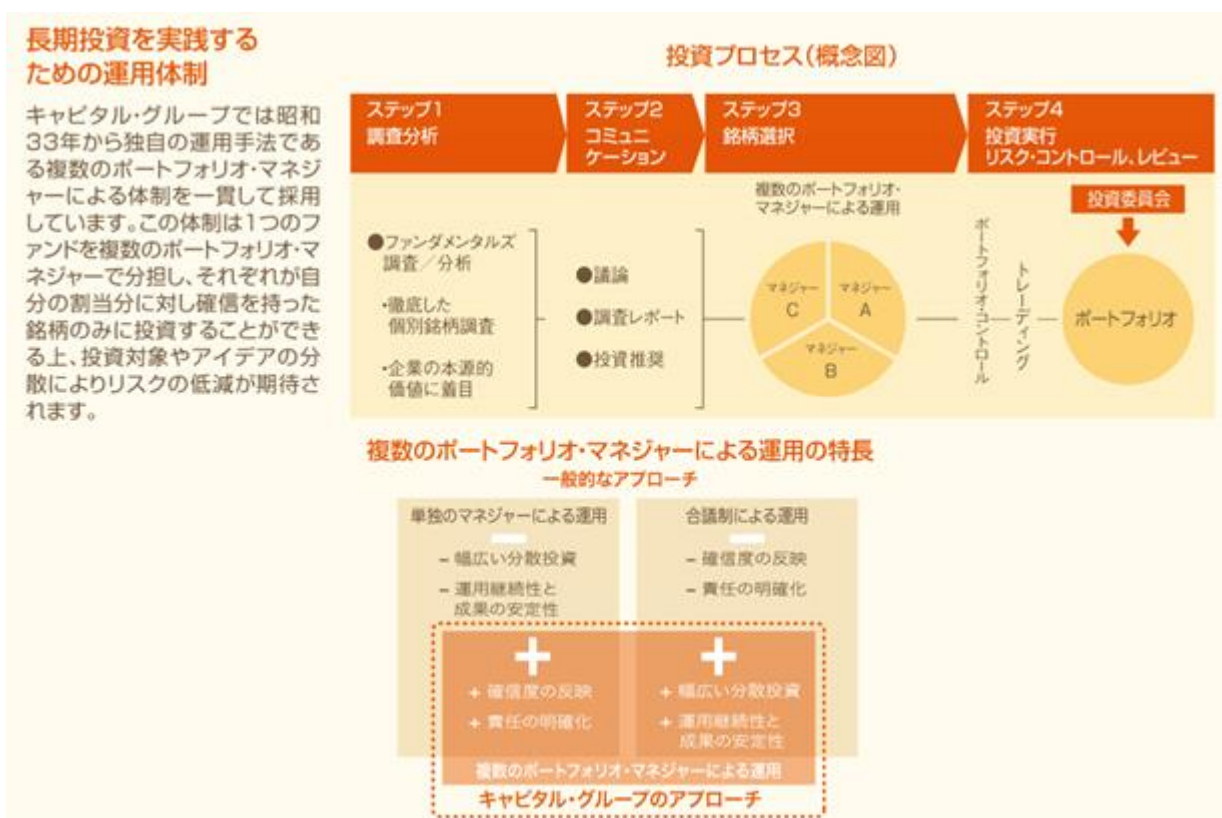 長期投資を実践する
ための運用体制
キャピタル・グループでは昭和
33年から独自の運用手法であ
る複数のポートフォリオ・マネジ
ャーによる体制を一貫して採用
しています。この体制は1つのフ
ァンドを複数のポートフォリオ・マ
ネジャーで分担し、それぞれが自
分の割当分に対し確信を持った
銘柄のみに投資することができ
る上、投資対象やアイデアの分
散によりリスクの低減が期待さ
れます。
投資プロセス(概念図)
ステップ1
調査分析
ステップ2
コミュニ
ケーション
ステップ3
銘柄選択
ステップ4
投資実行
リスク・コントロール、レビュー
●ファンダメンタルズ
調査/分析
・徹底した
個別銘柄調査
・企業の本源的
価値に着目
●議論
●調査レポート
●投資推奨
複数のポートフォリオ・
マネジャーによる運用
マネジャー
C
マネジャー
A
マネジャー
B
ポートフォリオ・コントロール
トレーディング
投資委員会
ポートフォリオ
複数のポートフォリオ・マネジャーによる運用の特長
一般的なアプローチ
単独のマネジャーによる運用
−
− 幅広い分散投資
− 運用継続性と
成果の安定性
合議制による運用
−
− 確信度の反映
− 責任の明確化
+
+ 確信度の反映
+ 責任の明確化
+
+ 幅広い分散投資
+ 運用継続性と
成果の安定性
複数のポートフォリオ・マネジャーによる運用
キャピタル・グループのアプローチ